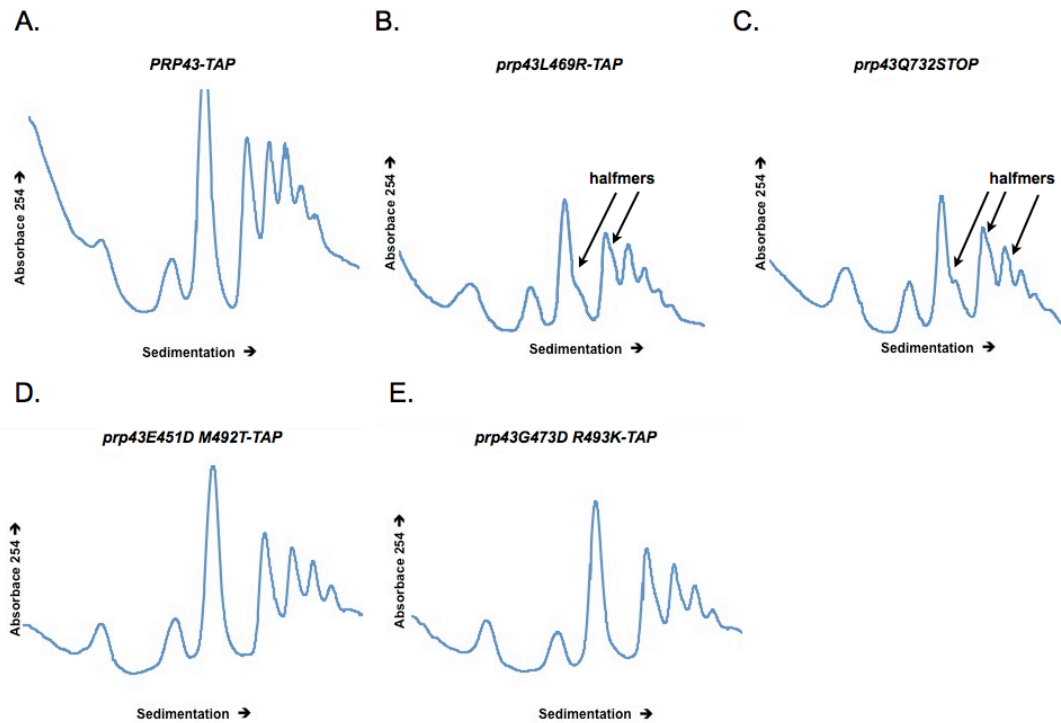 A.
PRP43-TAP
Absorbace 254 →
Sedimentation →
B.
prp43L469R-TAP
halfmers
Absorbace 254 →
Sedimentation →
C.
prp43Q732STOP
halfmers
Absorbace 254 →
Sedimentation →
D.
prp43E451D M492T-TAP
Absorbace 254 →
Sedimentation →
E.
prp43G473D R493K-TAP
Absorbace 254 →
Sedimentation →